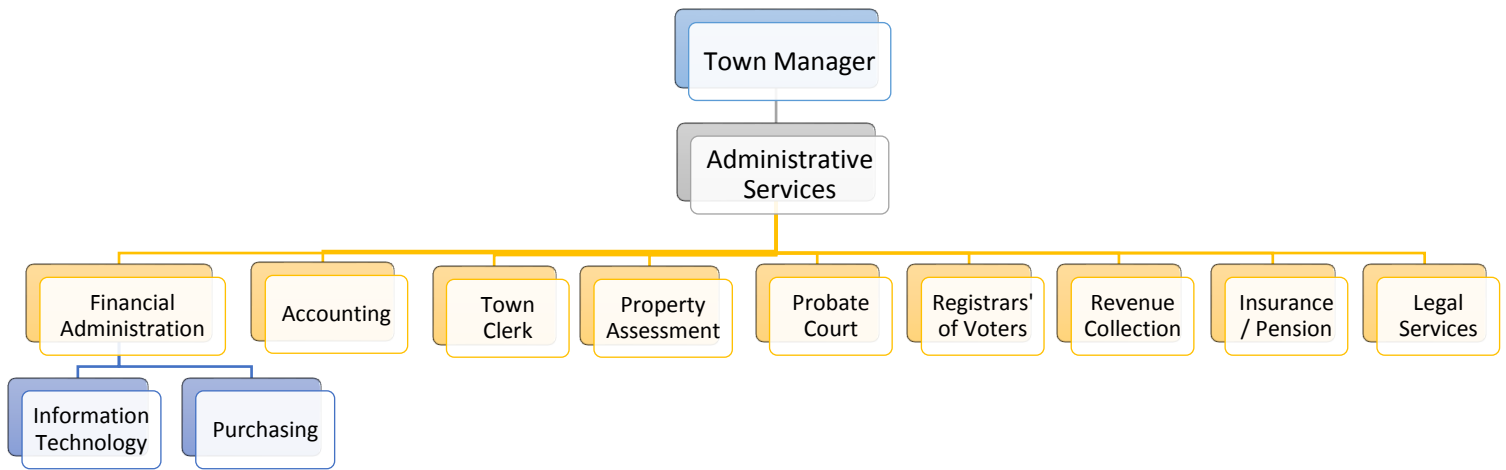 Town Manager
Administrative
Services
Financial
Administration
Accounting
Town
Clerk
Property
Assessment
Probate
Court
Registrars'
of Voters
Revenue
Collection
Insurance
/ Pension
Legal
Services
Information
Technology
Purchasing